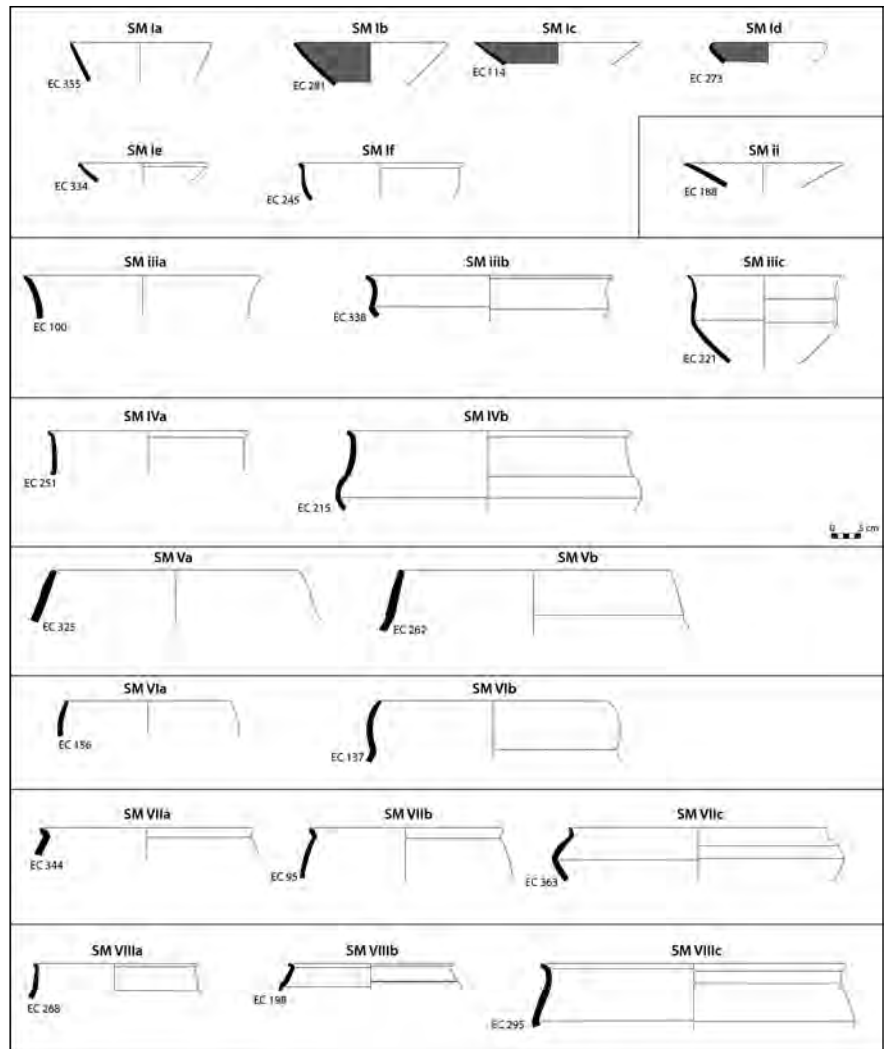 SM Ia SM Ib SM Ic SM Id
EC 355 EC 281 EC 114 EC 273
SM Ie SM If SM ii
EC 334 EC 245 EC 188
SM iiia SM iiib SM iiic
EC 100 EC 338 EC 221
SM IVa SM IVb
EC 251 EC 215
0 5 cm
SM Va SM Vb
EC 325 EC 262
SM VIa SM VIb
EC 156 EC 137
SM VIIa SM VIIb SM VIIc
EC 344 EC 95 EC 363
SM VIIIa SM VIIIb SM VIIIc
EC 268 EC 198 EC 295